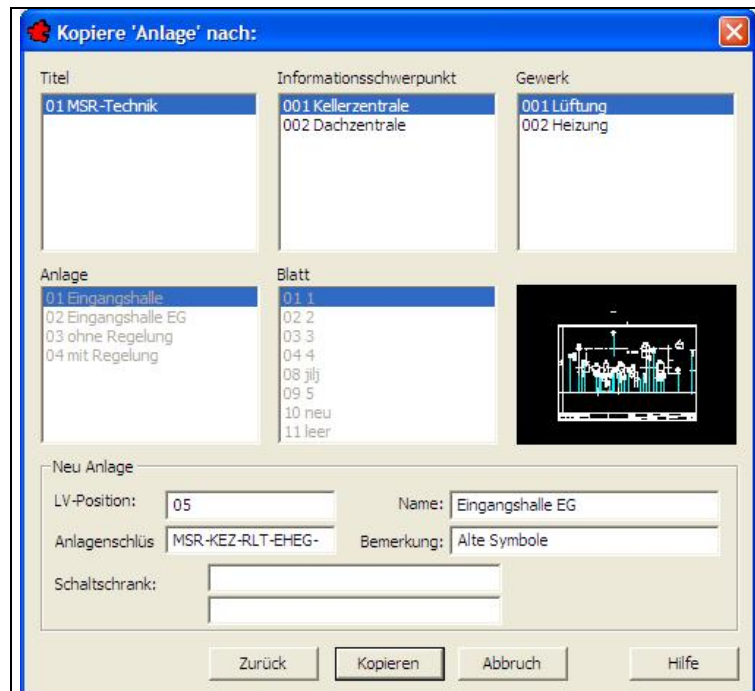 Kopiere 'Anlage' nach:
Titel
Informationsschwerpunkt
Gewerk
01 MSR-Technik
001 Kellerzentrale
002 Dachzentrale
001 Lüftung
002 Heizung
Anlage
Blatt
01 Eingangshalle
02 Eingangshalle EG
03 ohne Regelung
04 mit Regelung
01 1
02 2
03 3
04 4
08 jilj
09 5
10 neu
11 leer
Neu Anlage
LV-Position:
05
Name:
Eingangshalle EG
Anlagenschlüs
MSR-KEZ-RLT-EHEG-
Bemerkung:
Alte Symbole
Schaltschrank:
Zurück
Kopieren
Abbruch
Hilfe